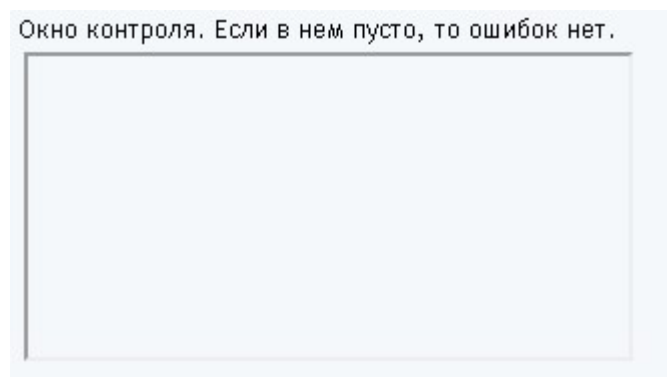 Окно контроля. Если в нем пусто, то ошибок нет.